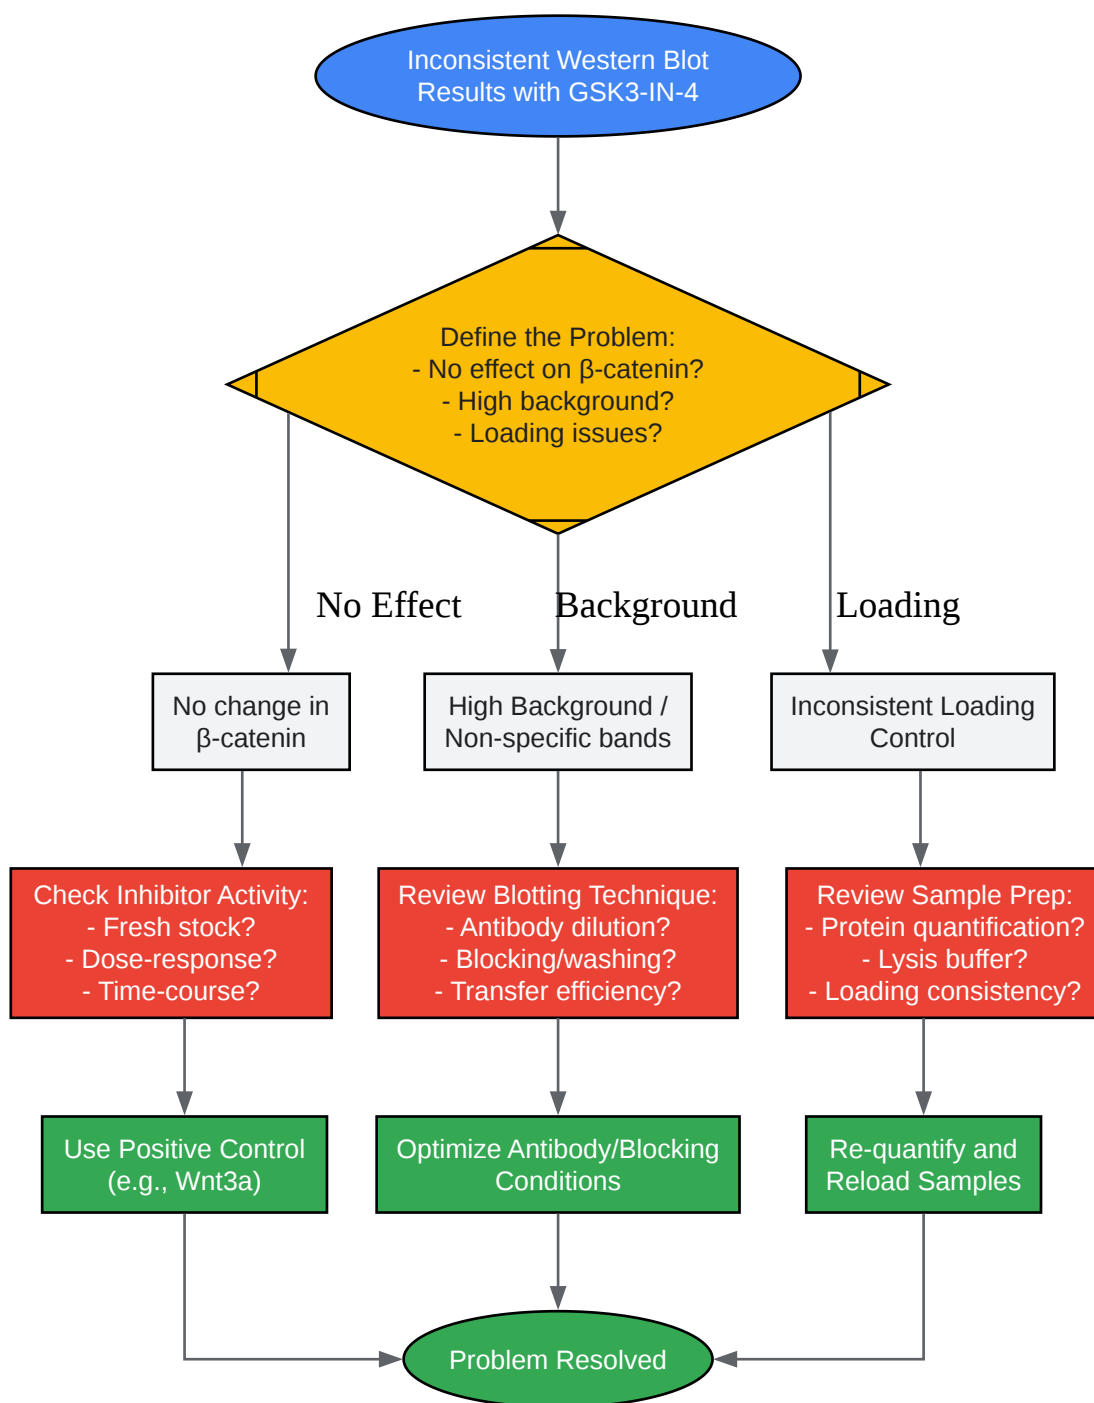 Inconsistent Western Blot
Results with GSK3-IN-4
Define the Problem:
- No effect on β-catenin?
- High background?
- Loading issues?
No Effect
Background
Loading
No change in
β-catenin
High Background /
Non-specific bands
Inconsistent Loading
Control
Check Inhibitor Activity:
- Fresh stock?
- Dose-response?
- Time-course?
Review Blotting Technique:
- Antibody dilution?
- Blocking/washing?
- Transfer efficiency?
Review Sample Prep:
- Protein quantification?
- Lysis buffer?
- Loading consistency?
Use Positive Control
(e.g., Wnt3a)
Optimize Antibody/Blocking
Conditions
Re-quantify and
Reload Samples
Problem Resolved